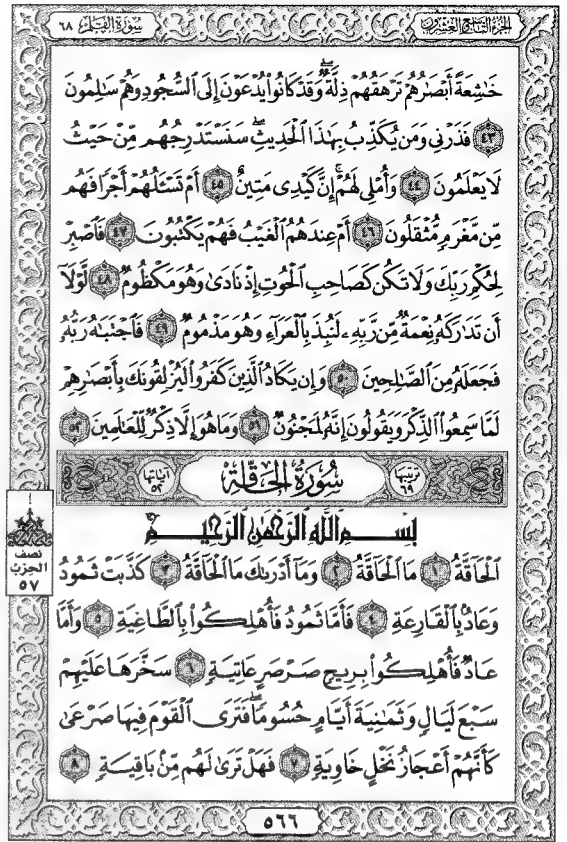 الجزء التاسع والعشرون سورة القلم ٦٨
خَٰشِعَةً أَبْصَٰرُهُمْ تَرْهَقُهُمْ ذِلَّةٌۖ وَقَدْ كَانُوا۟ يُدْعَوْنَ إِلَى ٱلسُّجُودِ وَهُمْ سَٰلِمُونَ
٤٣ فَذَرْنِى وَمَن يُكَذِّبُ بِهَٰذَا ٱلْحَدِيثِۖ سَنَسْتَدْرِجُهُم مِّنْ حَيْثُ
لَا يَعْلَمُونَ ٤٤ وَأُمْلِى لَهُمْۚ إِنَّ كَيْدِى مَتِينٌ ٤٥ أَمْ تَسْـَٔلُهُمْ أَجْرًا فَهُم
مِّن مَّغْرَمٍ مُّثْقَلُونَ ٤٦ أَمْ عِندَهُمُ ٱلْغَيْبُ فَهُمْ يَكْتُبُونَ ٤٧ فَٱصْبِرْ
لِحُكْمِ رَبِّكَ وَلَا تَكُن كَصَاحِبِ ٱلْحُوتِ إِذْ نَادَىٰ وَهُوَ مَكْظُومٌ ٤٨ لَّوْلَآ
أَن تَدَٰرَكَهُۥ نِعْمَةٌ مِّن رَّبِّهِۦ لَنُبِذَ بِٱلْعَرَآءِ وَهُوَ مَذْمُومٌ ٤٩ فَٱجْتَبَٰهُ رَبُّهُۥ
فَجَعَلَهُۥ مِنَ ٱلصَّٰلِحِينَ ٥٠ وَإِن يَكَادُ ٱلَّذِينَ كَفَرُوا۟ لَيُزْلِقُونَكَ بِأَبْصَٰرِهِمْ
لَمَّا سَمِعُوا۟ ٱلذِّكْرَ وَيَقُولُونَ إِنَّهُۥ لَمَجْنُونٌ ٥١ وَمَا هُوَ إِلَّا ذِكْرٌ لِّلْعَٰلَمِينَ ٥٢
ترتيبها ٦٩ سُورَةُ الحَاقَّةِ آياتها ٥٢
بِسْمِ ٱللَّهِ ٱلرَّحْمَٰنِ ٱلرَّحِيمِ
ٱلْحَآقَّةُ ١ مَا ٱلْحَآقَّةُ ٢ وَمَآ أَدْرَىٰكَ مَا ٱلْحَآقَّةُ ٣ كَذَّبَتْ ثَمُودُ
وَعَادٌۢ بِٱلْقَارِعَةِ ٤ فَأَمَّا ثَمُودُ فَأُهْلِكُوا۟ بِٱلطَّاغِيَةِ ٥ وَأَمَّا
عَادٌ فَأُهْلِكُوا۟ بِرِيحٍ صَرْصَرٍ عَاتِيَةٍ ٦ سَخَّرَهَا عَلَيْهِمْ
سَبْعَ لَيَالٍ وَثَمَٰنِيَةَ أَيَّامٍ حُسُومًاۖ فَتَرَى ٱلْقَوْمَ فِيهَا صَرْعَىٰ
كَأَنَّهُمْ أَعْجَازُ نَخْلٍ خَاوِيَةٍ ٧ فَهَلْ تَرَىٰ لَهُم مِّنۢ بَاقِيَةٍ ٨
نصف
الحزب
٥٧
٥٦٦